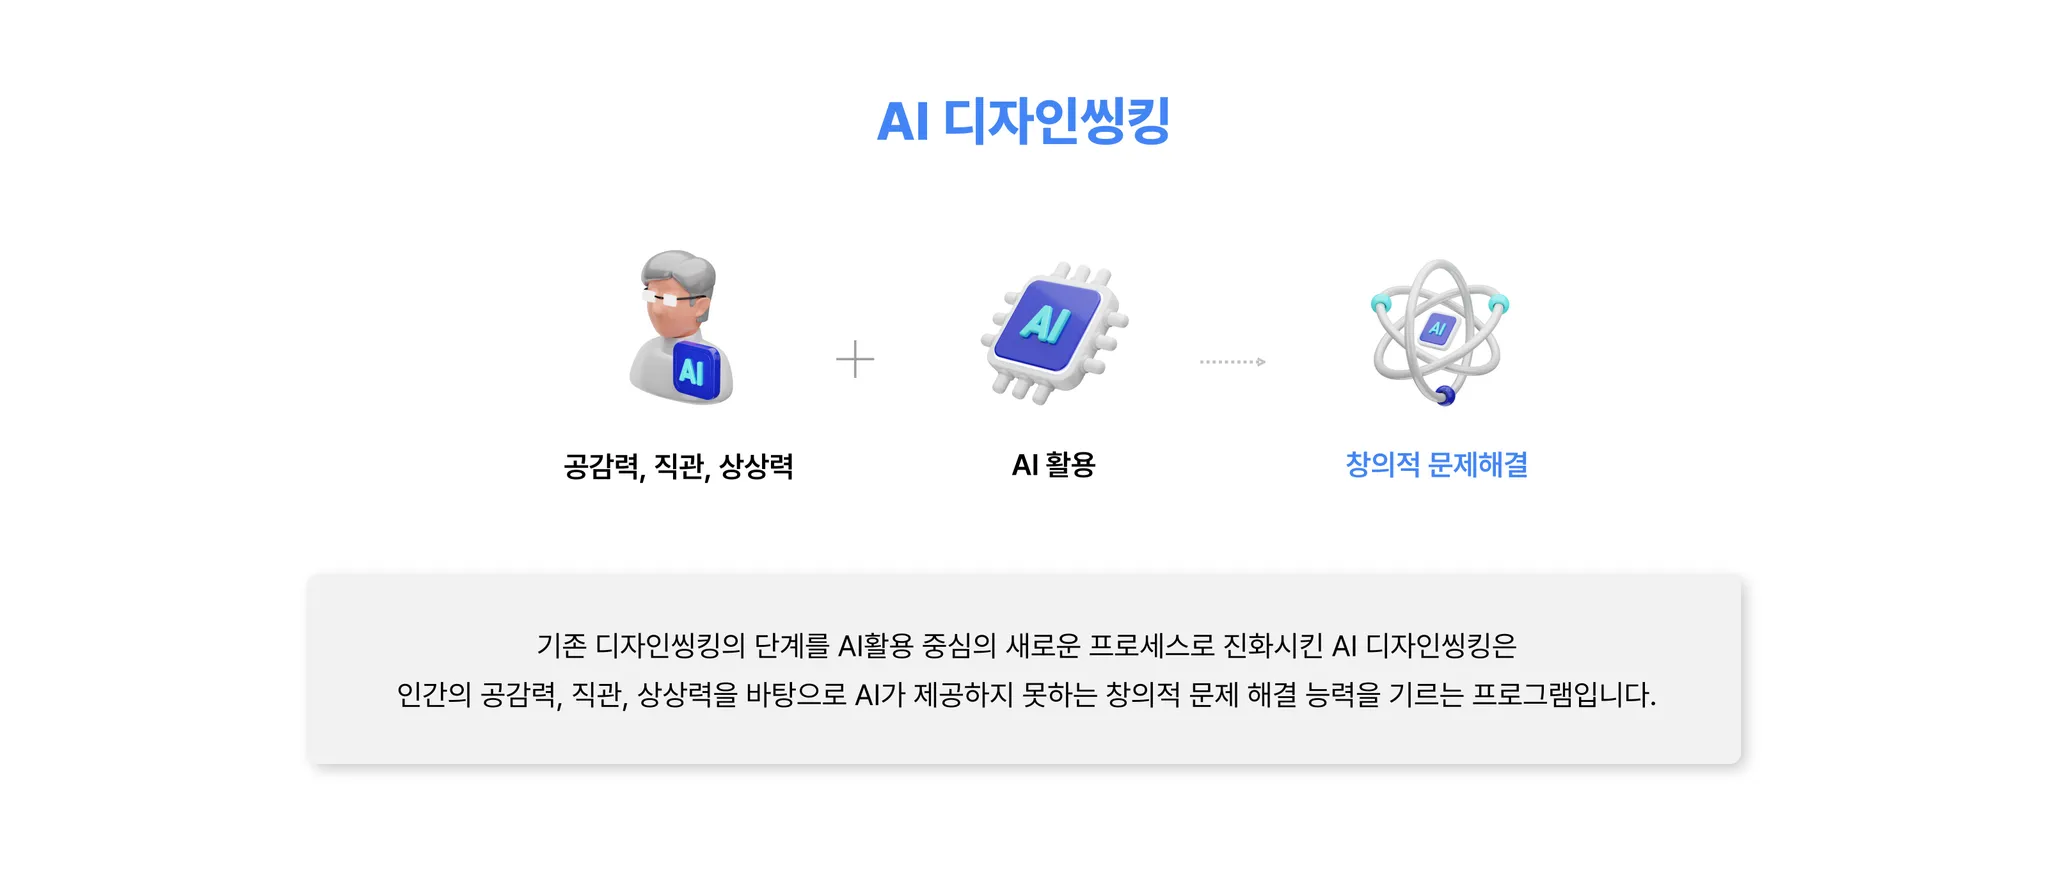 AI 디자인씽킹
AI
AI
AI
공감력, 직관, 상상력
AI 활용
창의적 문제해결
기존 디자인씽킹의 단계를 AI활용 중심의 새로운 프로세스로 진화시킨 AI 디자인씽킹은
인간의 공감력, 직관, 상상력을 바탕으로 AI가 제공하지 못하는 창의적 문제 해결 능력을 기르는 프로그램입니다.